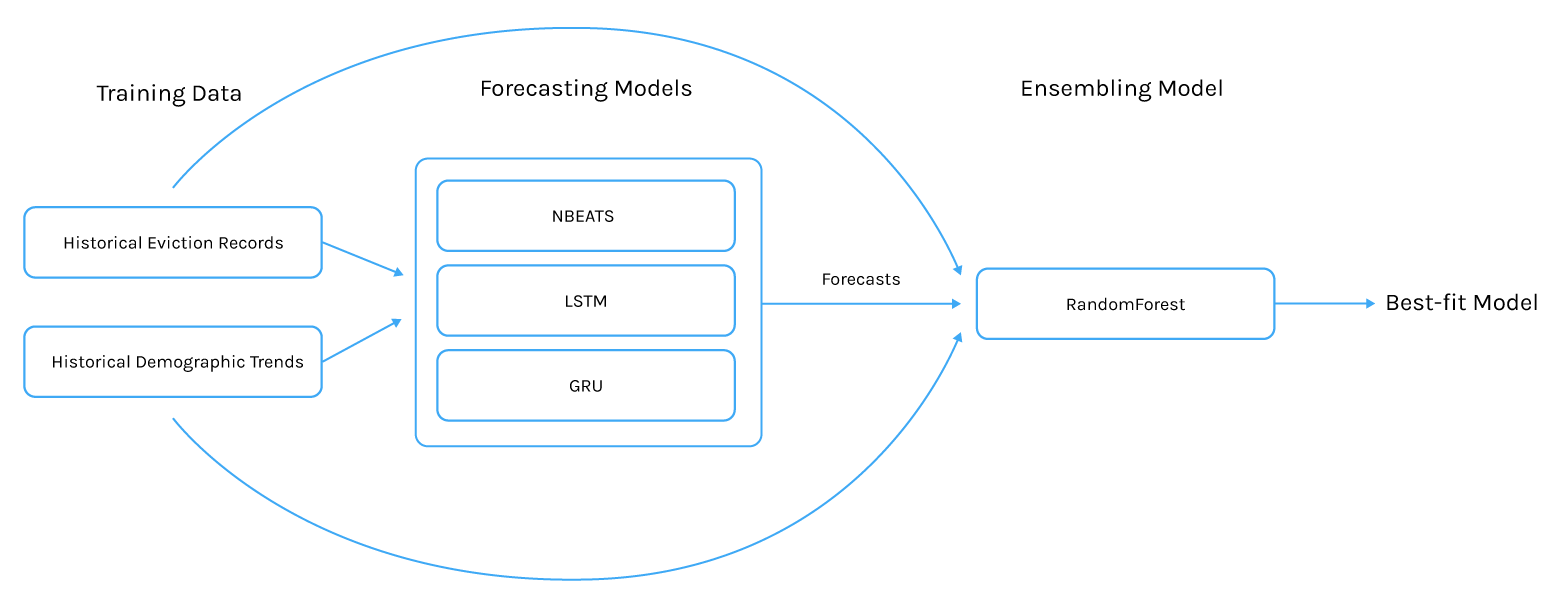 Training Data
Forecasting Models
Ensembling Model
Historical Eviction Records
Historical Demographic Trends
NBEATS
LSTM
GRU
Forecasts
RandomForest
Best-fit Model